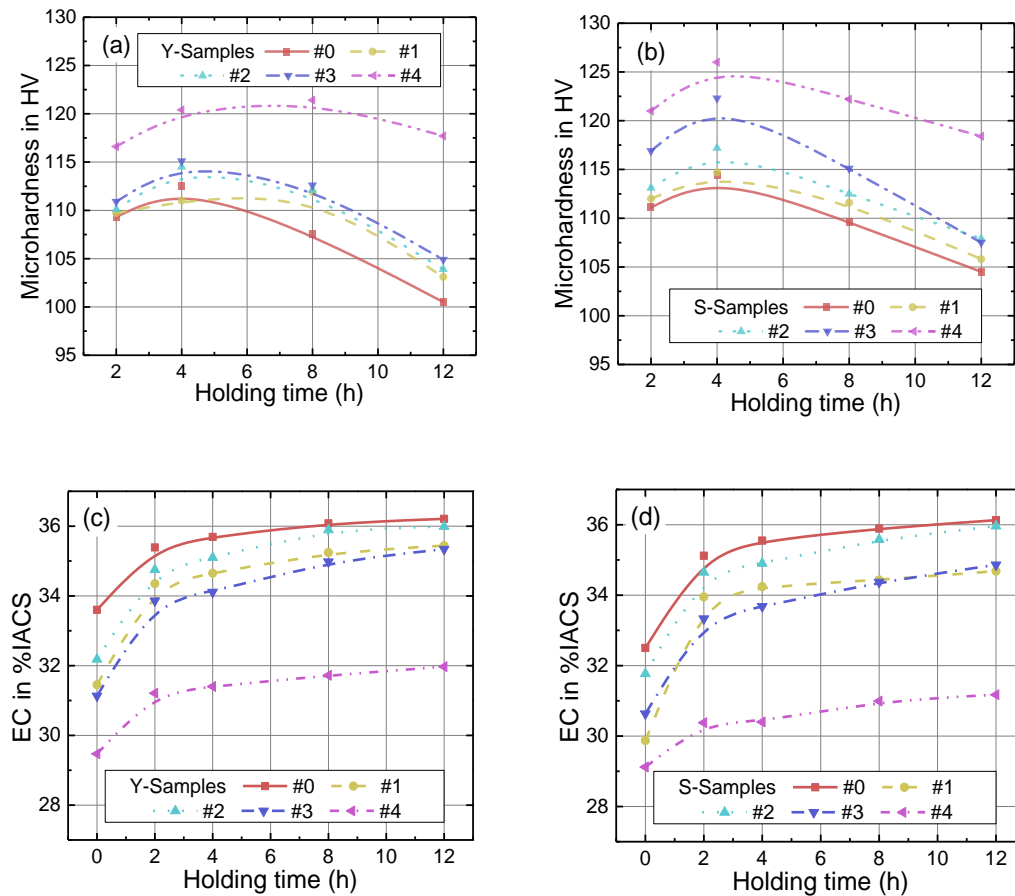 (a)
Y-Samples #0 #1
#2 #3 #4
Microhardness in HV
130
125
120
115
110
105
100
95
2 4 6 8 10 12
Holding time (h)
(b)
S-Samples #0 #1
#2 #3 #4
Microhardness in HV
130
125
120
115
110
105
100
95
2 4 6 8 10 12
Holding time (h)
(c)
EC in %IACS
36
34
32
30
28
Y-Samples #0 #1
#2 #3 #4
0 2 4 6 8 10 12
Holding time (h)
(d)
EC in %IACS
36
34
32
30
28
S-Samples #0 #1
#2 #3 #4
0 2 4 6 8 10 12
Holding time (h)